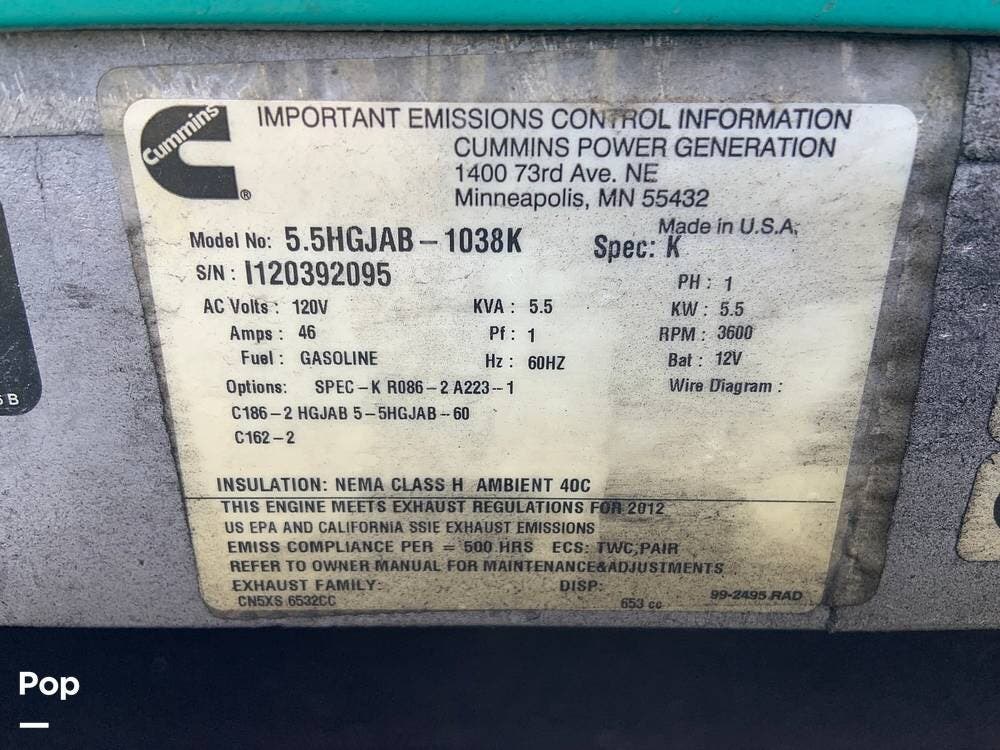 Cummins
®
IMPORTANT EMISSIONS CONTROL INFORMATION
CUMMINS POWER GENERATION
1400 73rd Ave. NE
Minneapolis, MN 55432
Made in U.S.A.
Model No: 5.5HGJAB-1038K Spec: K
S/N: I120392095 PH: 1
AC Volts: 120V KVA: 5.5 KW: 5.5
Amps: 46 Pf: 1 RPM: 3600
Fuel: GASOLINE Hz: 60HZ Bat: 12V
Options: SPEC-K R086-2 A223-1 Wire Diagram:
C186-2 HGJAB 5-5HGJAB-60
C162-2
INSULATION: NEMA CLASS H AMBIENT 40C
THIS ENGINE MEETS EXHAUST REGULATIONS FOR 2012
US EPA AND CALIFORNIA SSIE EXHAUST EMISSIONS
EMISS COMPLIANCE PER = 500 HRS ECS: TWC,PAIR
REFER TO OWNER MANUAL FOR MAINTENANCE&ADJUSTMENTS
EXHAUST FAMILY: DISP:
CN5XS 6532CC 653 cc 99-2495 RAD
B
Pop